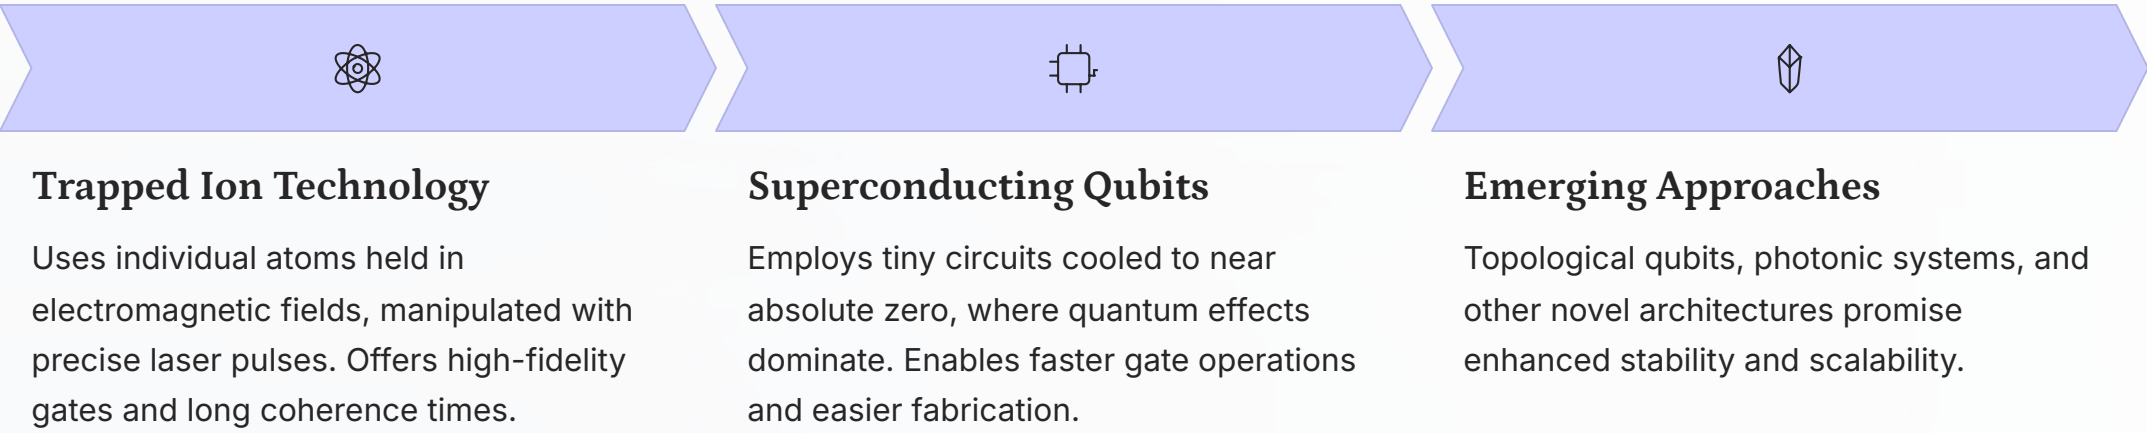 Trapped Ion Technology
Uses individual atoms held in
electromagnetic fields, manipulated with
precise laser pulses. Offers high-fidelity
gates and long coherence times.
Superconducting Qubits
Employs tiny circuits cooled to near
absolute zero, where quantum effects
dominate. Enables faster gate operations
and easier fabrication.
Emerging Approaches
Topological qubits, photonic systems, and
other novel architectures promise
enhanced stability and scalability.